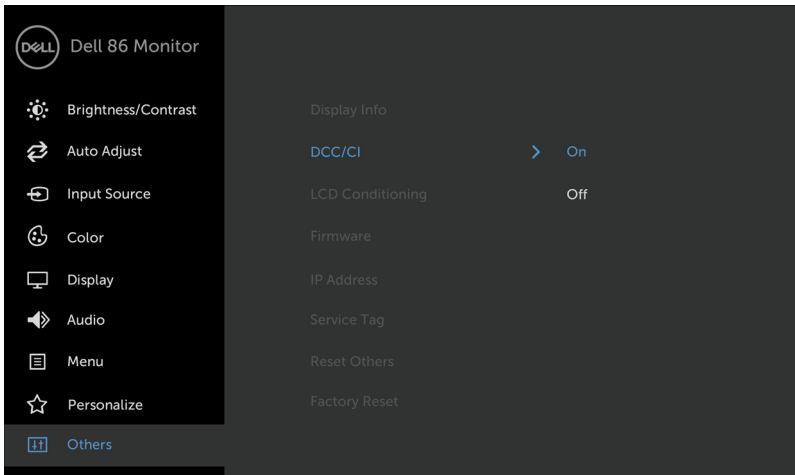 DELL
Dell 86 Monitor
Brightness/Contrast
Auto Adjust
Input Source
Color
Display
Audio
Menu
Personalize
Others
Display Info
DCC/CI
On
LCD Conditioning
Off
Firmware
IP Address
Service Tag
Reset Others
Factory Reset